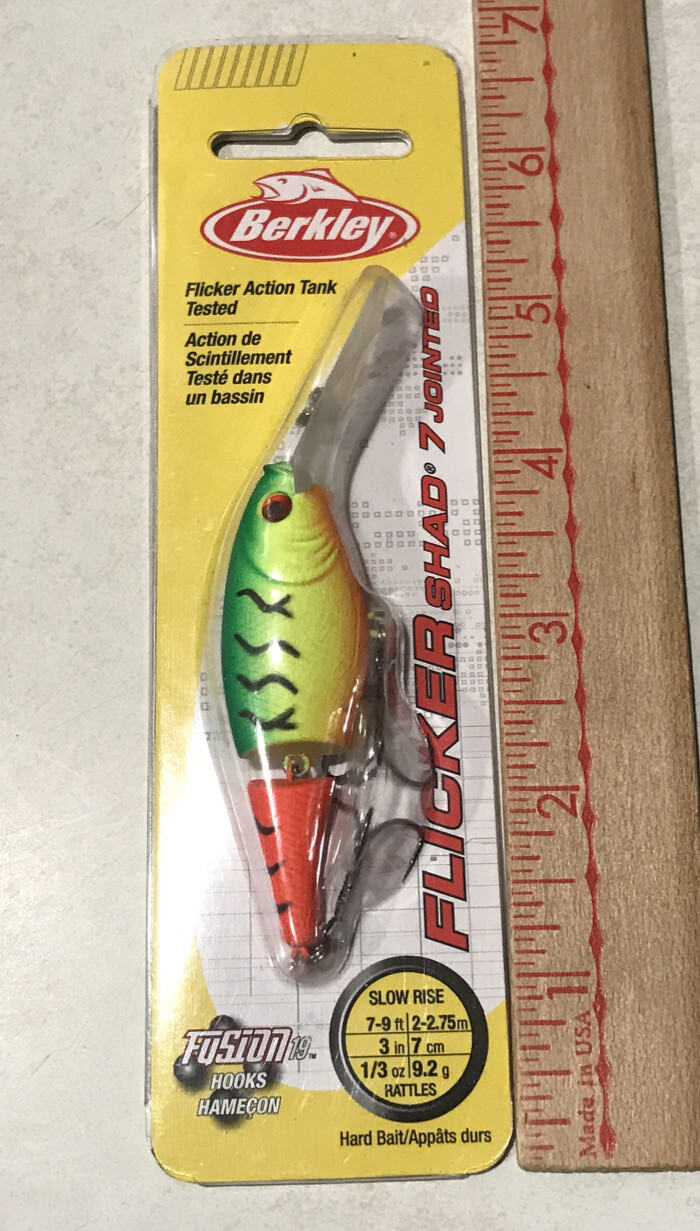 Berkley®
Flicker Action Tank
Tested
Action de
Scintillement
Testé dans
un bassin
FLICKER SHAD® 7 JOINTED
SLOW RISE
7-9 ft 2-2.75m
3 in 7 cm
1/3 oz 9.2 g
RATTLES
FUSION 19™
HOOKS
HAMEÇON
Hard Bait/Appâts durs
7
6
5
4
3
2
1
Made in USA